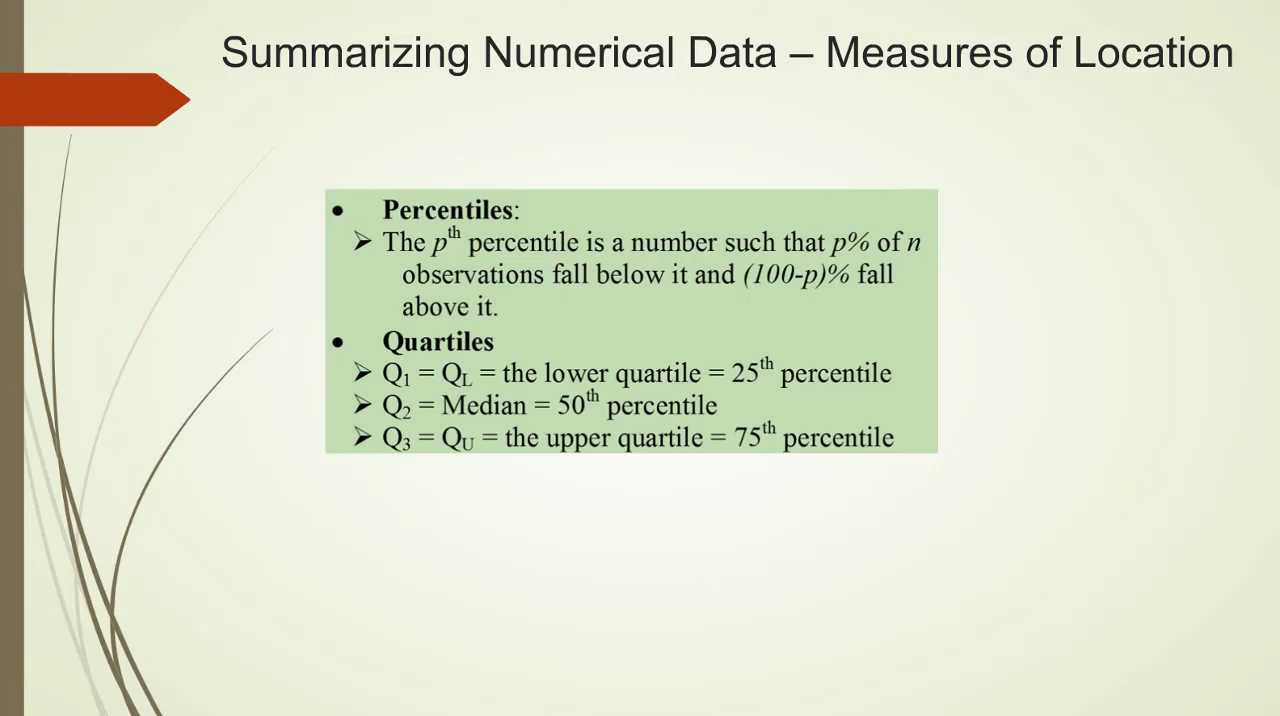 Summarizing Numerical Data – Measures of Location
• Percentiles:
➢ The pth percentile is a number such that p% of n
observations fall below it and (100-p)% fall
above it.
• Quartiles
➢ Q1 = QL = the lower quartile = 25th percentile
➢ Q2 = Median = 50th percentile
➢ Q3 = QU = the upper quartile = 75th percentile